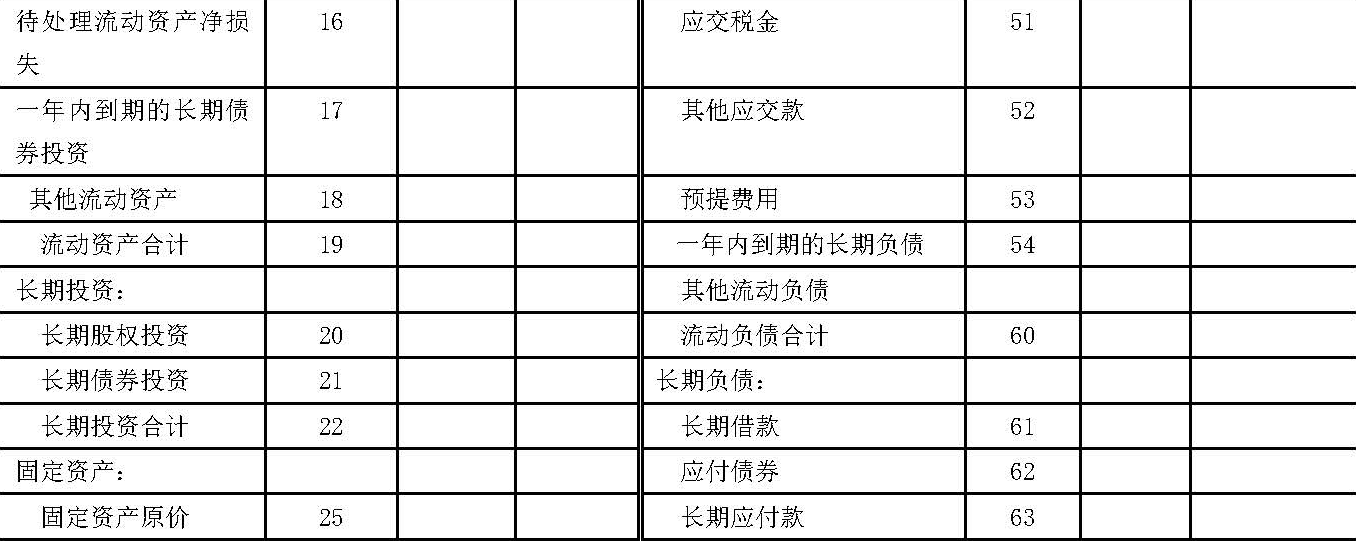 待处理流动资产净损 16 应交税金 51
失
一年内到期的长期债 17 其他应交款 52
券投资
其他流动资产 18 预提费用 53
流动资产合计 19 一年内到期的长期负债 54
长期投资： 其他流动负债
长期股权投资 20 流动负债合计 60
长期债券投资 21 长期负债：
长期投资合计 22 长期借款 61
固定资产： 应付债券 62
固定资产原价 25 长期应付款 63